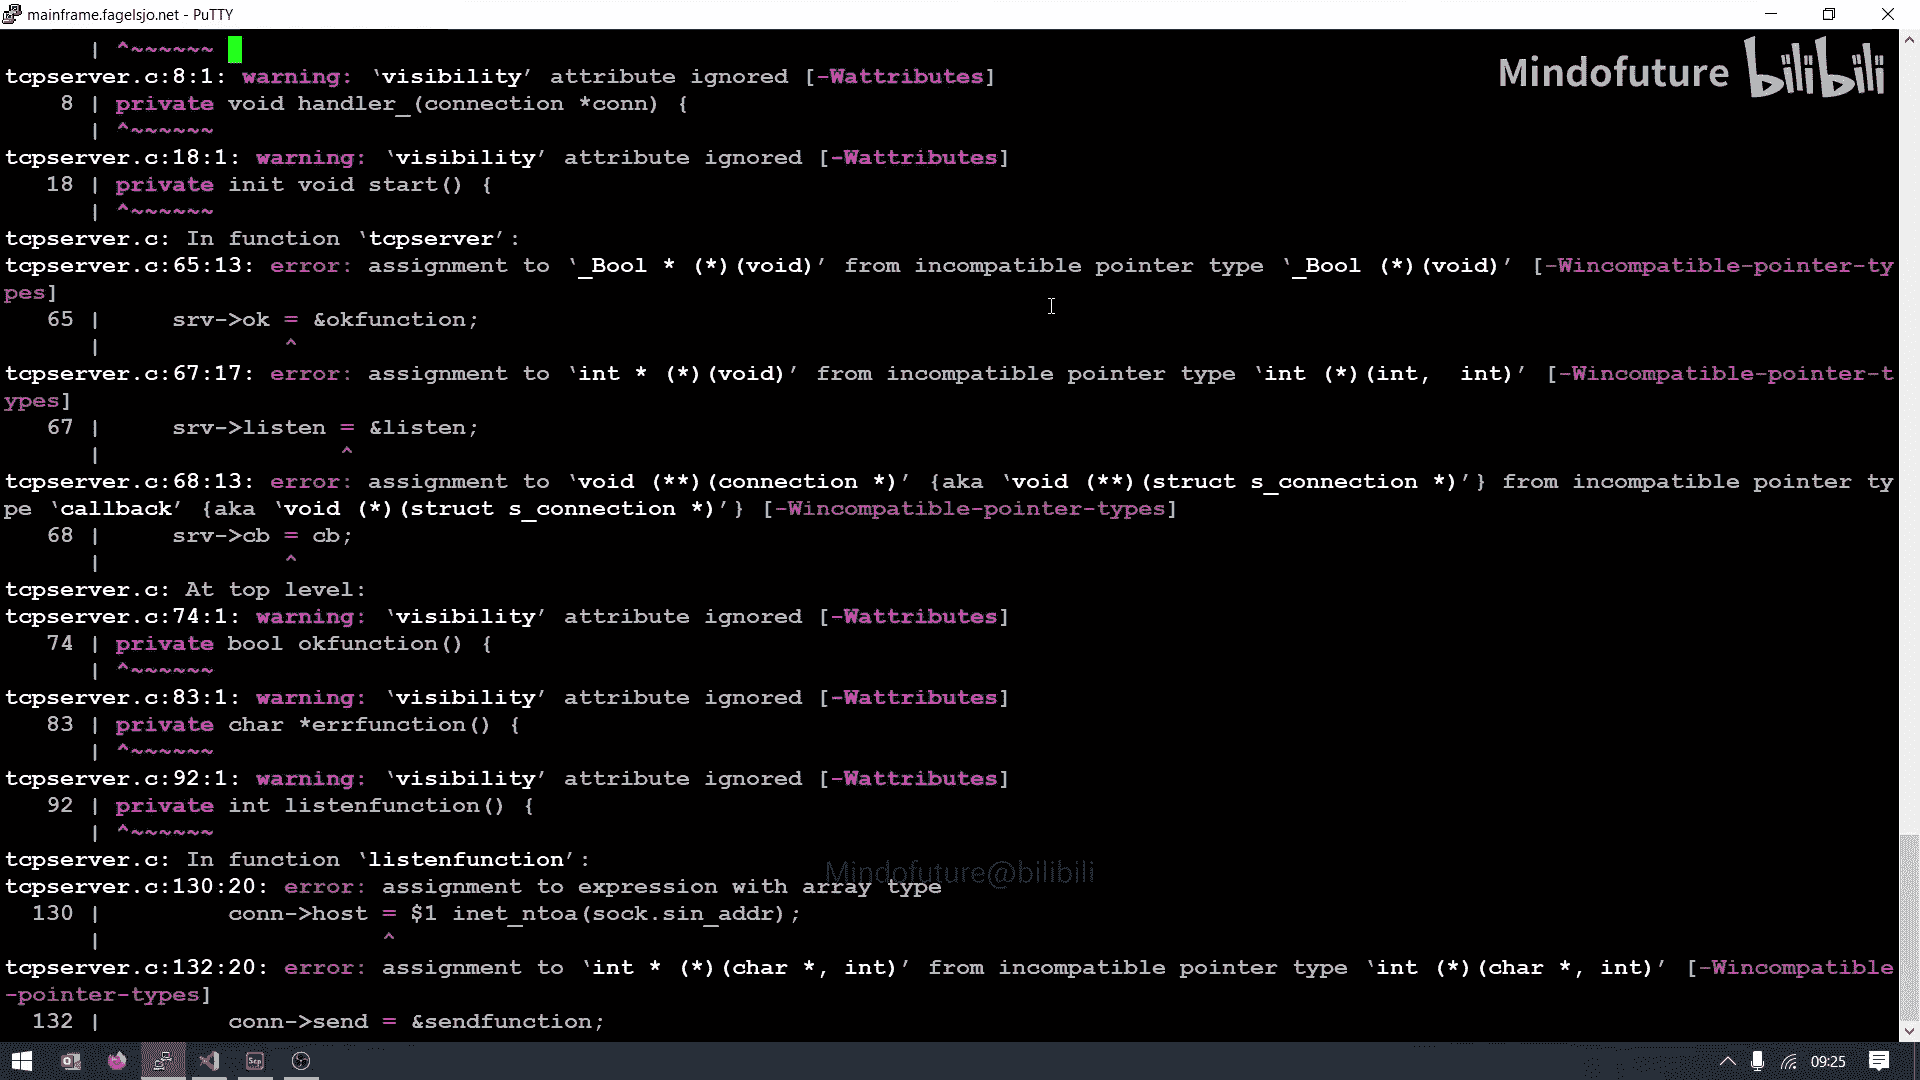 mainframe.fagelsjo.net - PuTTY
| ^~~~~~~
tcpserver.c:8:1: warning: ‘visibility’ attribute ignored [-Wattributes]
8 | private void handler_(connection *conn) {
| ^~~~~~~
tcpserver.c:18:1: warning: ‘visibility’ attribute ignored [-Wattributes]
18 | private init void start() {
| ^~~~~~~
tcpserver.c: In function ‘tcpserver’:
tcpserver.c:65:13: error: assignment to ‘_Bool * (*)(void)’ from incompatible pointer type ‘_Bool (*)(void)’ [-Wincompatible-pointer-ty
pes]
65 |     srv->ok = &okfunction;
|             ^
tcpserver.c:67:17: error: assignment to ‘int * (*)(void)’ from incompatible pointer type ‘int (*)(int,  int)’ [-Wincompatible-pointer-t
ypes]
67 |     srv->listen = &listen;
|                 ^
tcpserver.c:68:13: error: assignment to ‘void (**)(connection *)’ {aka ‘void (**)(struct s_connection *)’} from incompatible pointer ty
pe ‘callback’ {aka ‘void (*)(struct s_connection *)’} [-Wincompatible-pointer-types]
68 |     srv->cb = cb;
|             ^
tcpserver.c: At top level:
tcpserver.c:74:1: warning: ‘visibility’ attribute ignored [-Wattributes]
74 | private bool okfunction() {
| ^~~~~~~
tcpserver.c:83:1: warning: ‘visibility’ attribute ignored [-Wattributes]
83 | private char *errfunction() {
| ^~~~~~~
tcpserver.c:92:1: warning: ‘visibility’ attribute ignored [-Wattributes]
92 | private int listenfunction() {
| ^~~~~~~
tcpserver.c: In function ‘listenfunction’:
tcpserver.c:130:20: error: assignment to expression with array type
130 |         conn->host = $1 inet_ntoa(sock.sin_addr);
|                    ^
tcpserver.c:132:20: error: assignment to ‘int * (*)(char *, int)’ from incompatible pointer type ‘int (*)(char *, int)’ [-Wincompatible
-pointer-types]
132 |         conn->send = &sendfunction;
Mindofuture bilibili
Mindofuture@bilibili
Scp
09:25